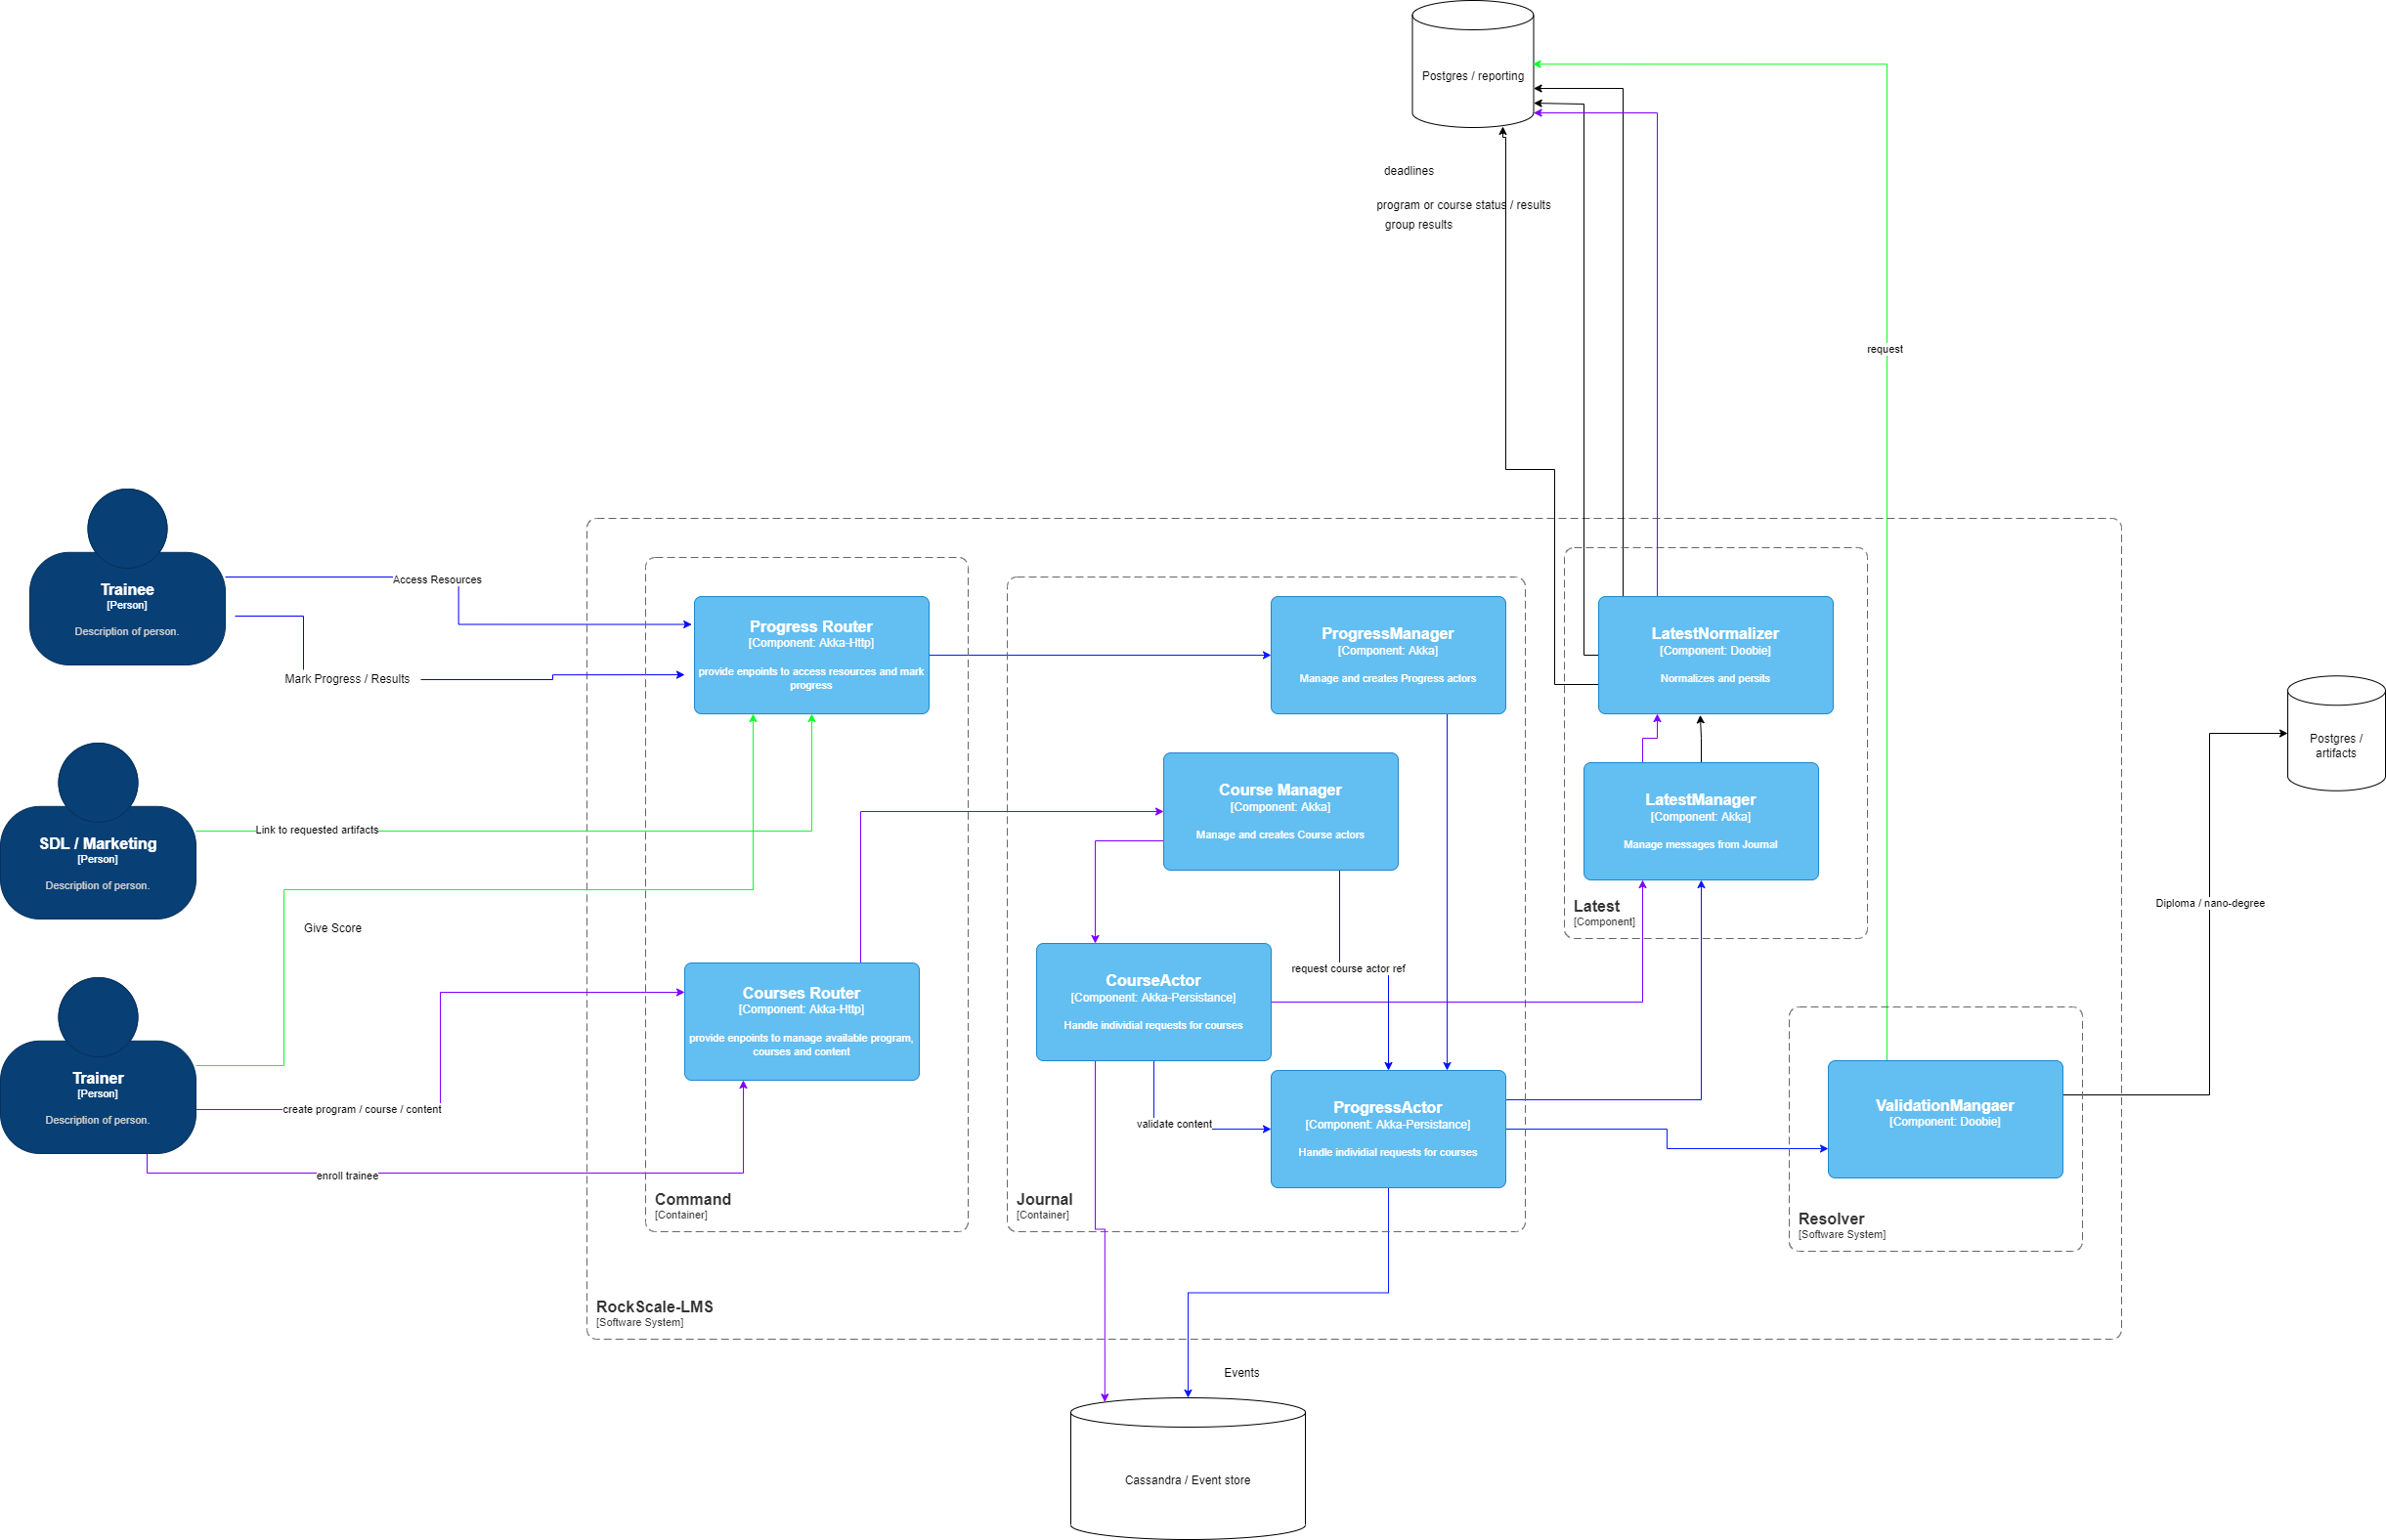 Postgres / reporting
deadlines
program or course status / results
group results
request
Trainee
[Person]
Description of person.
Access Resources
Mark Progress / Results
Progress Router
[Component: Akka-Http]
provide enpoints to access resources and mark
progress
ProgressManager
[Component: Akka]
Manage and creates Progress actors
LatestNormalizer
[Component: Doobie]
Normalizes and persits
Postgres /
artifacts
SDL / Marketing
[Person]
Description of person.
Link to requested artifacts
Course Manager
[Component: Akka]
Manage and creates Course actors
LatestManager
[Component: Akka]
Manage messages from Journal
Latest
[Component]
Diploma / nano-degree
Give Score
Trainer
[Person]
Description of person.
create program / course / content
enroll trainee
Courses Router
[Component: Akka-Http]
provide enpoints to manage available program,
courses and content
CourseActor
[Component: Akka-Persistance]
Handle individial requests for courses
request course actor ref
validate content
ProgressActor
[Component: Akka-Persistance]
Handle individial requests for courses
ValidationMangaer
[Component: Doobie]
Command
[Container]
Journal
[Container]
Resolver
[Software System]
RockScale-LMS
[Software System]
Events
Cassandra / Event store